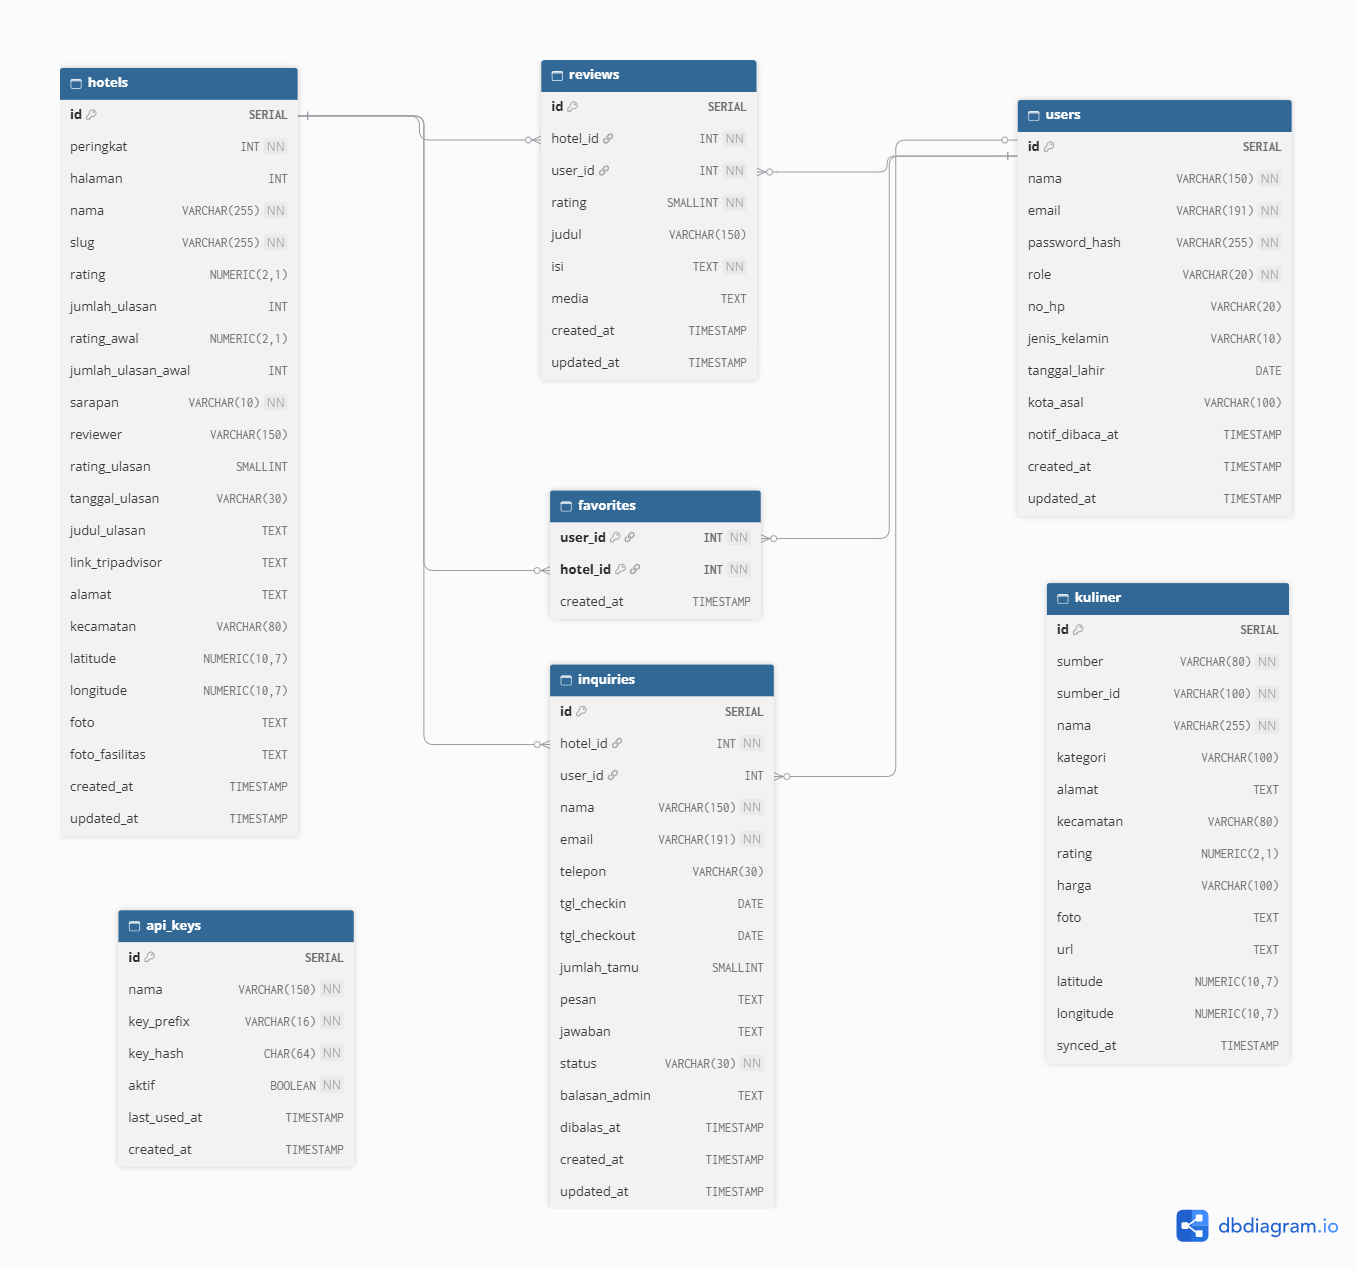 hotels
id SERIAL
peringkat INT NN
halaman INT
nama VARCHAR(255) NN
slug VARCHAR(255) NN
rating NUMERIC(2,1)
jumlah_ulasan INT
rating_awal NUMERIC(2,1)
jumlah_ulasan_awal INT
sarapan VARCHAR(10) NN
reviewer VARCHAR(150)
rating_ulasan SMALLINT
tanggal_ulasan VARCHAR(30)
judul_ulasan TEXT
link_tripadvisor TEXT
alamat TEXT
kecamatan VARCHAR(80)
latitude NUMERIC(10,7)
longitude NUMERIC(10,7)
foto TEXT
foto_fasilitas TEXT
created_at TIMESTAMP
updated_at TIMESTAMP
api_keys
id SERIAL
nama VARCHAR(150) NN
key_prefix VARCHAR(16) NN
key_hash CHAR(64) NN
aktif BOOLEAN NN
last_used_at TIMESTAMP
created_at TIMESTAMP
reviews
id SERIAL
hotel_id INT NN
user_id INT NN
rating SMALLINT NN
judul VARCHAR(150)
isi TEXT NN
media TEXT
created_at TIMESTAMP
updated_at TIMESTAMP
favorites
user_id INT NN
hotel_id INT NN
created_at TIMESTAMP
inquiries
id SERIAL
hotel_id INT NN
user_id INT
nama VARCHAR(150) NN
email VARCHAR(191) NN
telepon VARCHAR(30)
tgl_checkin DATE
tgl_checkout DATE
jumlah_tamu SMALLINT
pesan TEXT
jawaban TEXT
status VARCHAR(30) NN
balasan_admin TEXT
dibalas_at TIMESTAMP
created_at TIMESTAMP
updated_at TIMESTAMP
users
id SERIAL
nama VARCHAR(150) NN
email VARCHAR(191) NN
password_hash VARCHAR(255) NN
role VARCHAR(20) NN
no_hp VARCHAR(20)
jenis_kelamin VARCHAR(10)
tanggal_lahir DATE
kota_asal VARCHAR(100)
notif_dibaca_at TIMESTAMP
created_at TIMESTAMP
updated_at TIMESTAMP
kuliner
id SERIAL
sumber VARCHAR(80) NN
sumber_id VARCHAR(100) NN
nama VARCHAR(255) NN
kategori VARCHAR(100)
alamat TEXT
kecamatan VARCHAR(80)
rating NUMERIC(2,1)
harga VARCHAR(100)
foto TEXT
url TEXT
latitude NUMERIC(10,7)
longitude NUMERIC(10,7)
synced_at TIMESTAMP
dbdiagram.io